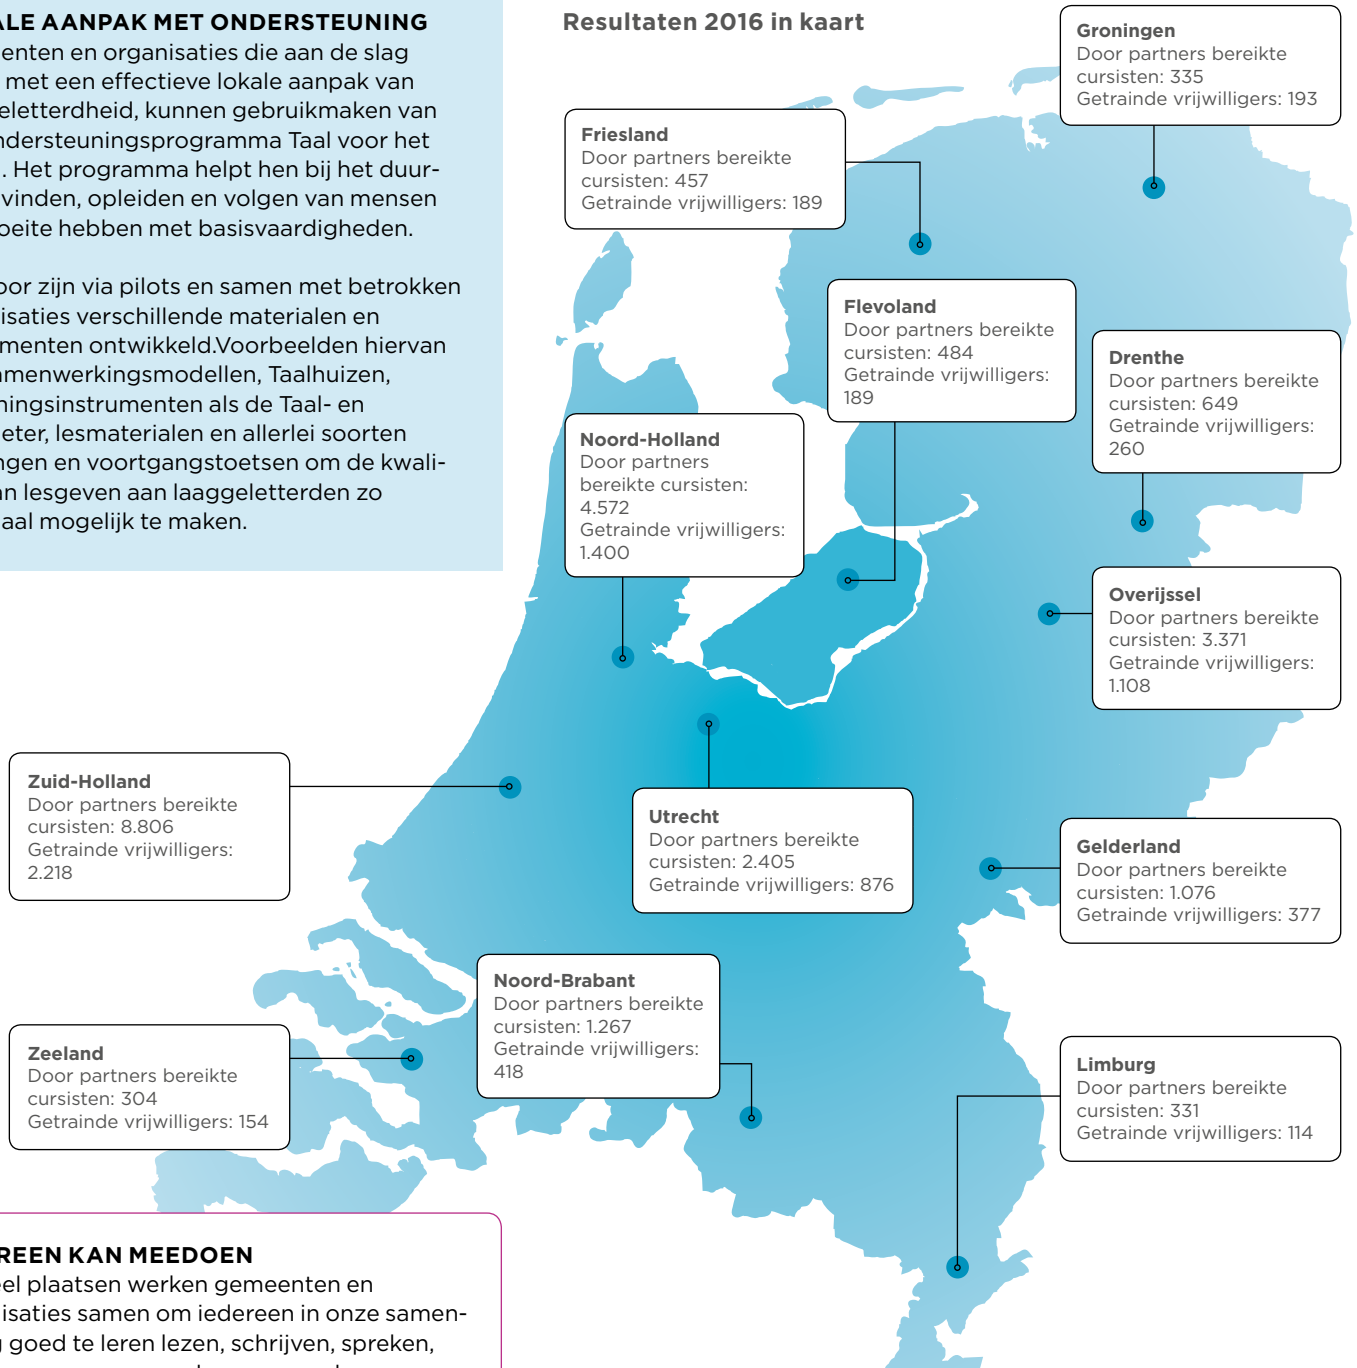 ALE AANPAK MET ONDERSTEUNING
enten en organisaties die aan de slag
met een effectieve lokale aanpak van
eletterdheid, kunnen gebruikmaken van
ndersteuningsprogramma Taal voor het
. Het programma helpt hen bij het duur-
vinden, opleiden en volgen van mensen
oeite hebben met basisvaardigheden.
oor zijn via pilots en samen met betrokken
isaties verschillende materialen en
menten ontwikkeld.Voorbeelden hiervan
amenwerkingsmodellen, Taalhuizen,
ningsinstrumenten als de Taal- en
eter, lesmaterialen en allerlei soorten
ngen en voortgangstoetsen om de kwali-
an lesgeven aan laaggeletterden zo
aal mogelijk te maken.
Resultaten 2016 in kaart
Groningen
Door partners bereikte
cursisten: 335
Getrainde vrijwilligers: 193
Friesland
Door partners bereikte
cursisten: 457
Getrainde vrijwilligers: 189
Flevoland
Door partners bereikte
cursisten: 484
Getrainde vrijwilligers:
189
Drenthe
Door partners bereikte
cursisten: 649
Getrainde vrijwilligers:
260
Noord-Holland
Door partners
bereikte cursisten:
4.572
Getrainde vrijwilligers:
1.400
Overijssel
Door partners bereikte
cursisten: 3.371
Getrainde vrijwilligers:
1.108
Zuid-Holland
Door partners bereikte
cursisten: 8.806
Getrainde vrijwilligers:
2.218
Utrecht
Door partners bereikte
cursisten: 2.405
Getrainde vrijwilligers: 876
Gelderland
Door partners bereikte
cursisten: 1.076
Getrainde vrijwilligers: 377
Noord-Brabant
Door partners bereikte
cursisten: 1.267
Getrainde vrijwilligers:
418
Zeeland
Door partners bereikte
cursisten: 304
Getrainde vrijwilligers: 154
Limburg
Door partners bereikte
cursisten: 331
Getrainde vrijwilligers: 114
REEN KAN MEEDOEN
eel plaatsen werken gemeenten en
isaties samen om iedereen in onze samen-
g goed te leren lezen, schrijven, spreken,